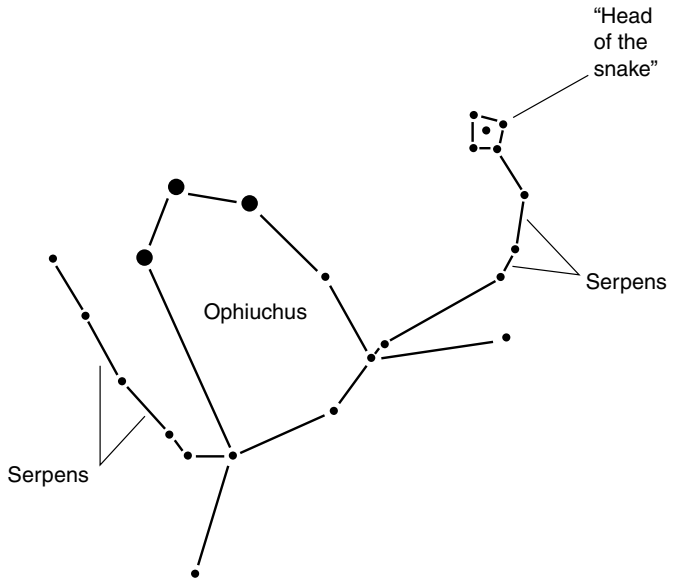 “Head
of the
snake”
Serpens
Ophiuchus
Serpens